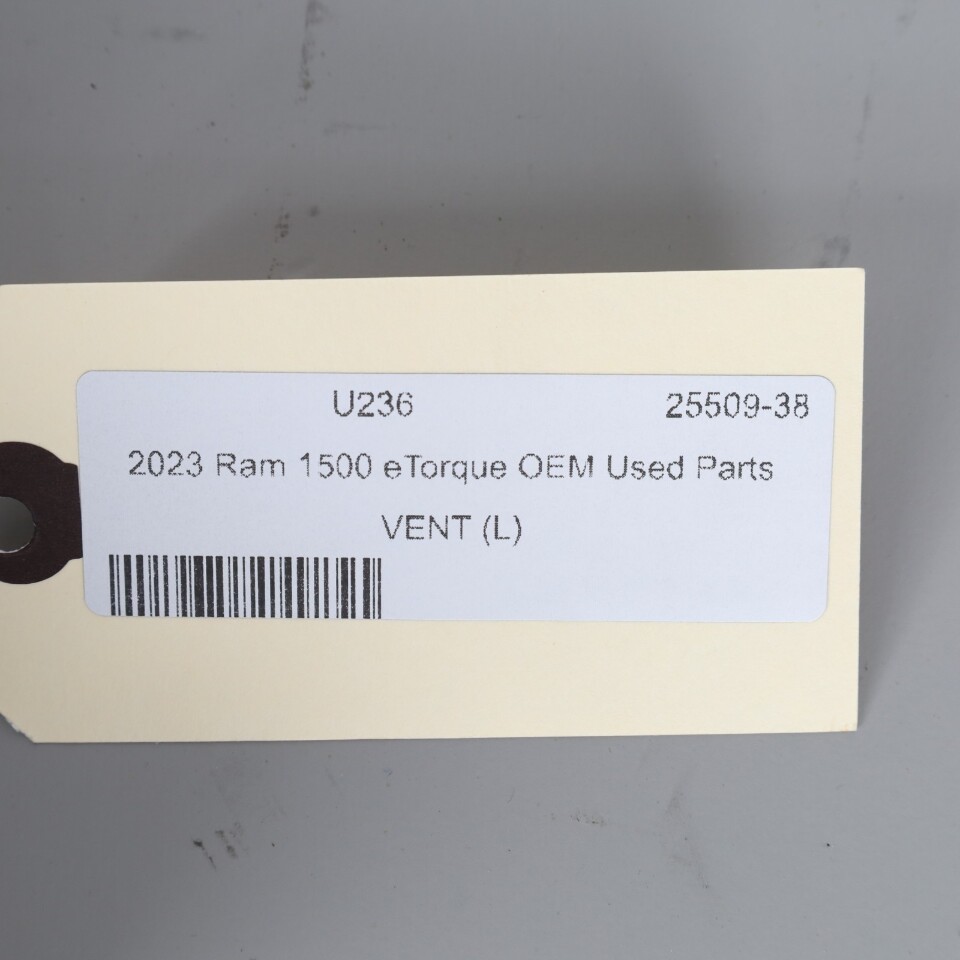 U236 25509-38
2023 Ram 1500 eTorque OEM Used Parts
VENT (L)